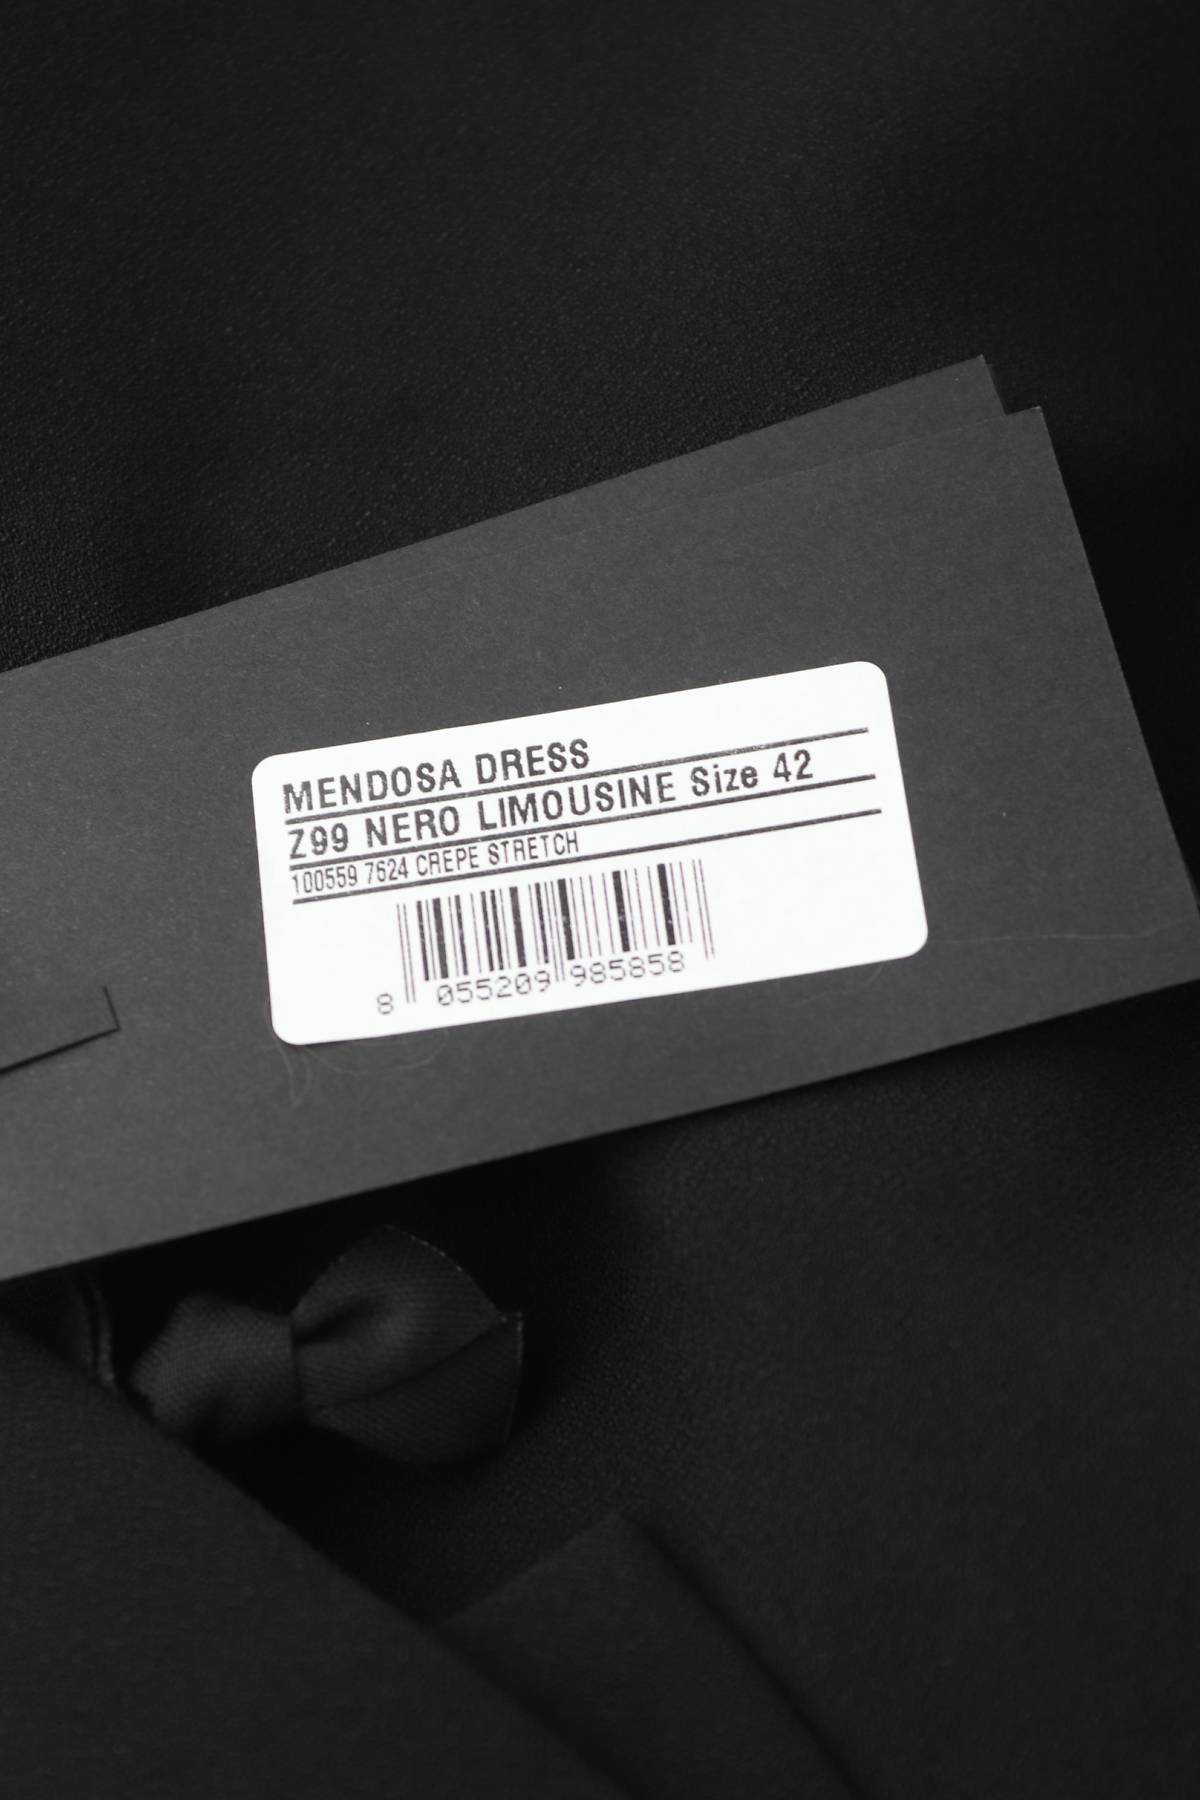 MENDOSA DRESS
Z99 NERO LIMOUSINE Size 42
100559 7624 CREPE STRETCH
8 055209 985858